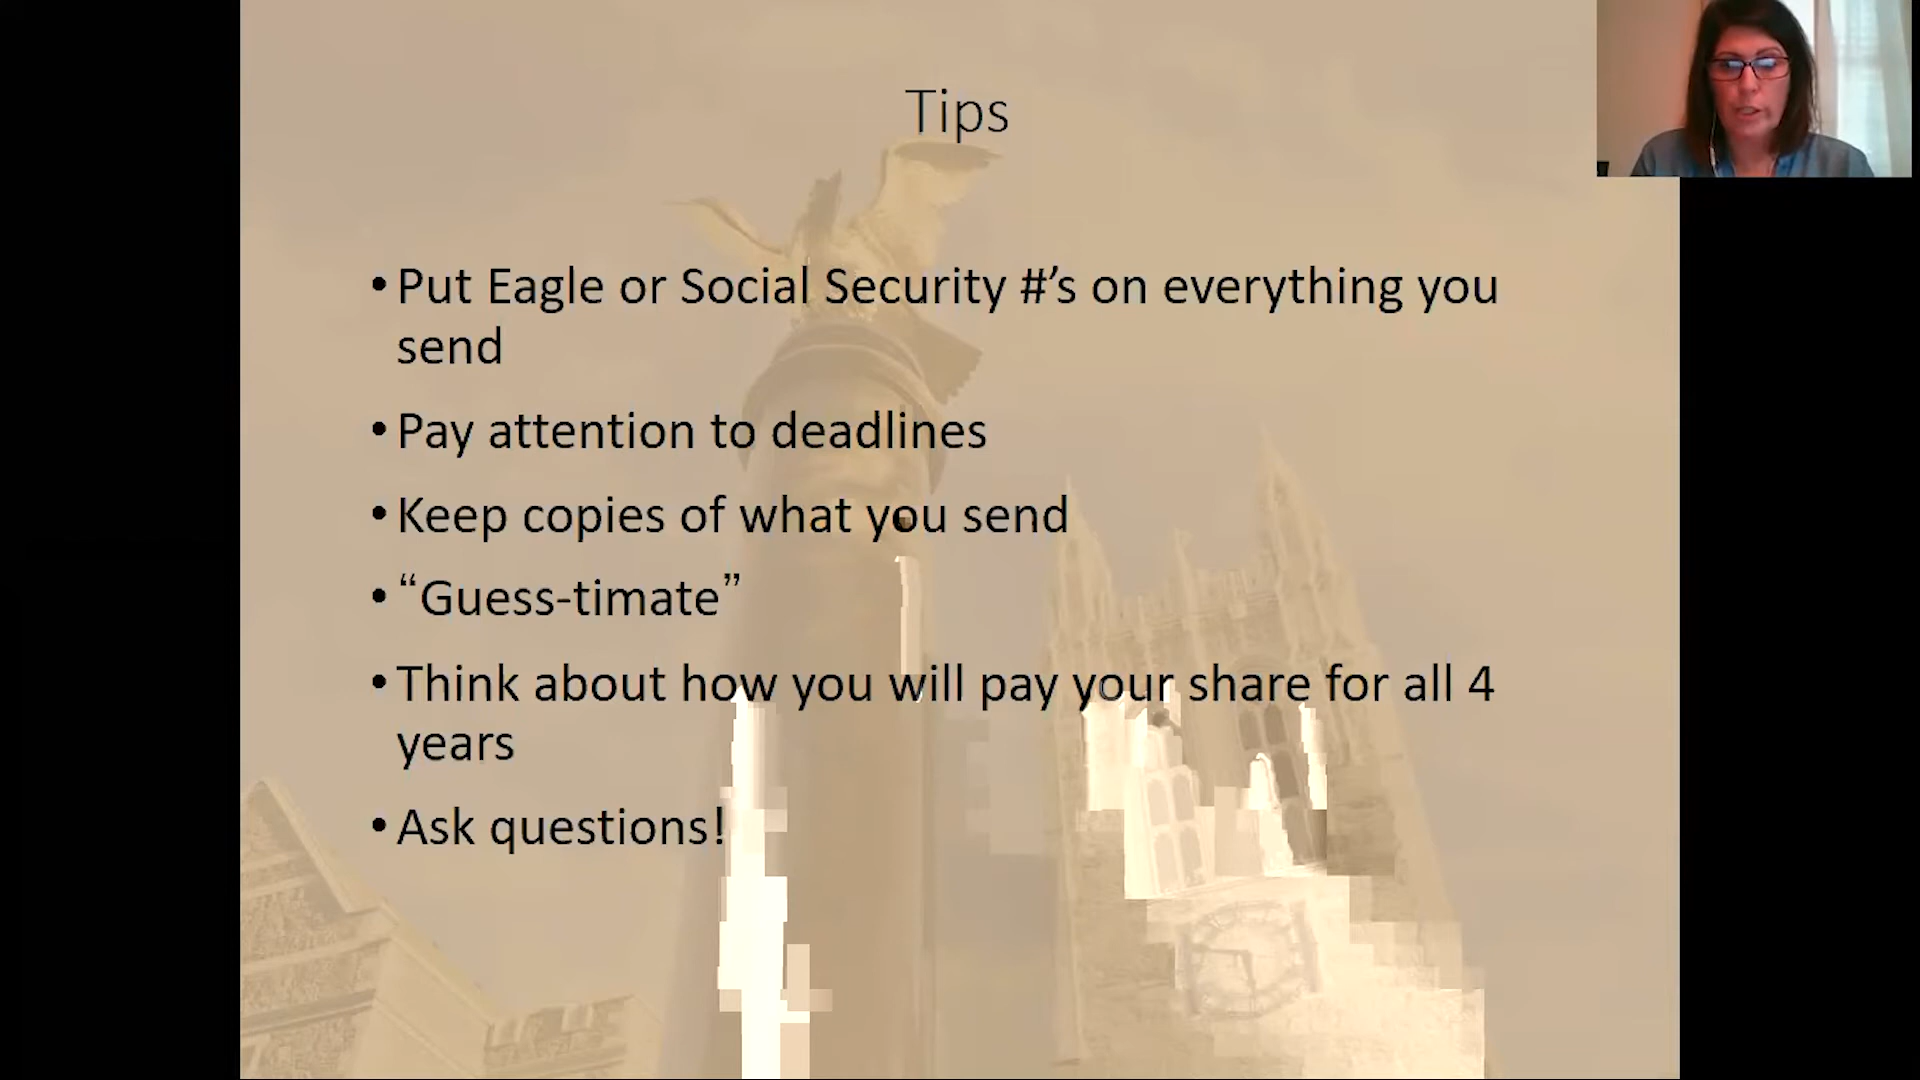 Tips
• Put Eagle or Social Security #’s on everything you
send
• Pay attention to deadlines
• Keep copies of what you send
• “Guess-timate”
• Think about how you will pay your share for all 4
years
• Ask questions!